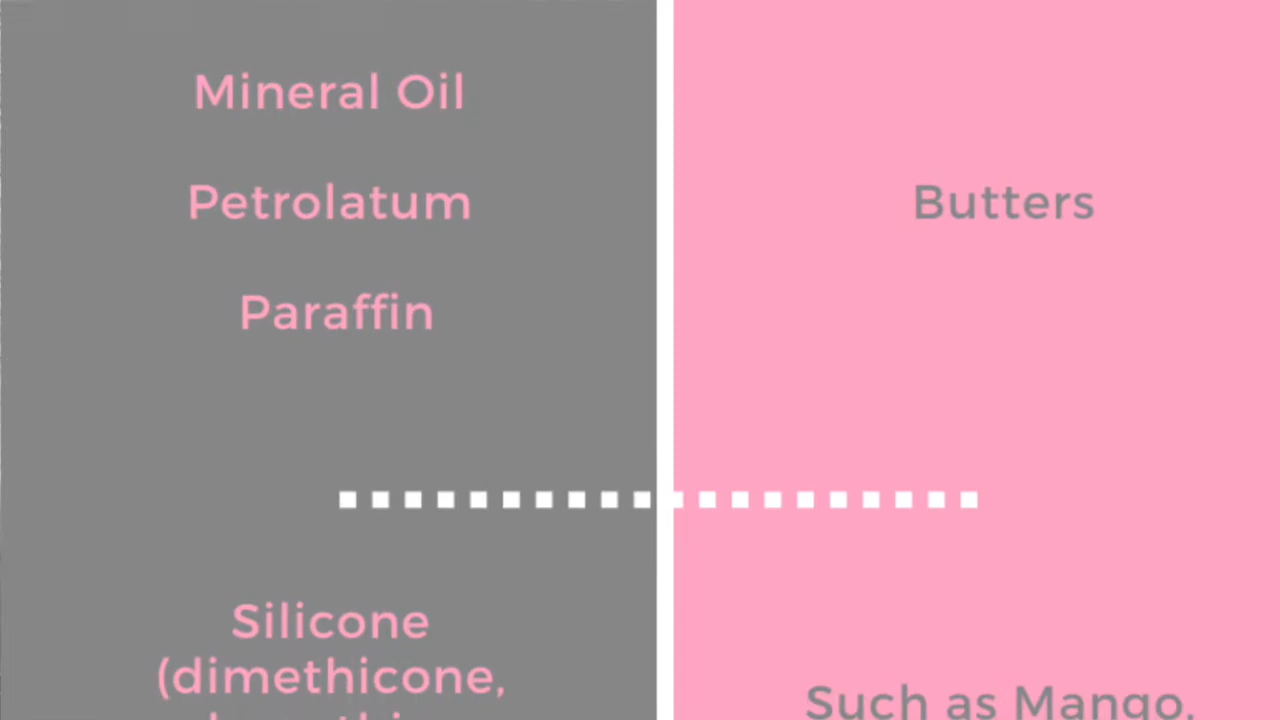 Mineral Oil
Petrolatum
Paraffin
Butters
Silicone
(dimethicone,
Such as Mango,